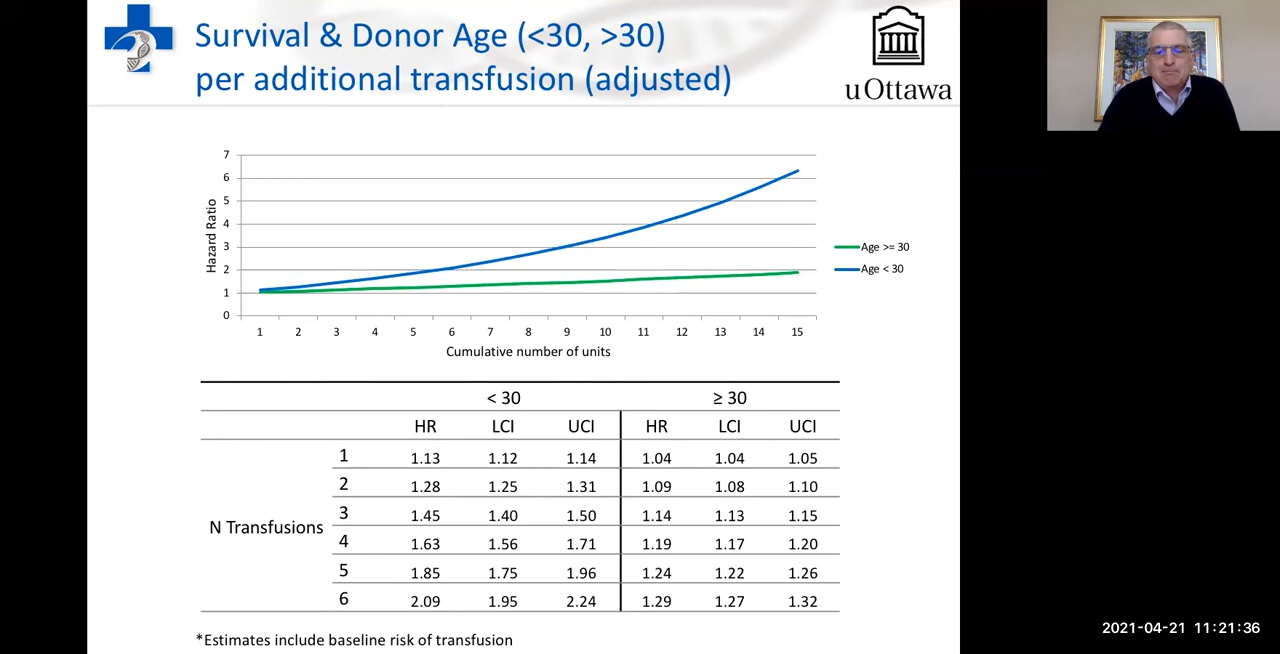 Survival & Donor Age (<30, >30)
per additional transfusion (adjusted)
uOttawa
7
6
5
4
3
2
1
0
Hazard Ratio
1 2 3 4 5 6 7 8 9 10 11 12 13 14 15
Cumulative number of units
Age >= 30
Age < 30
< 30 ≥ 30
HR LCI UCI HR LCI UCI
N Transfusions
1 1.13 1.12 1.14 1.04 1.04 1.05
2 1.28 1.25 1.31 1.09 1.08 1.10
3 1.45 1.40 1.50 1.14 1.13 1.15
4 1.63 1.56 1.71 1.19 1.17 1.20
5 1.85 1.75 1.96 1.24 1.22 1.26
6 2.09 1.95 2.24 1.29 1.27 1.32
*Estimates include baseline risk of transfusion
2021-04-21 11:21:36